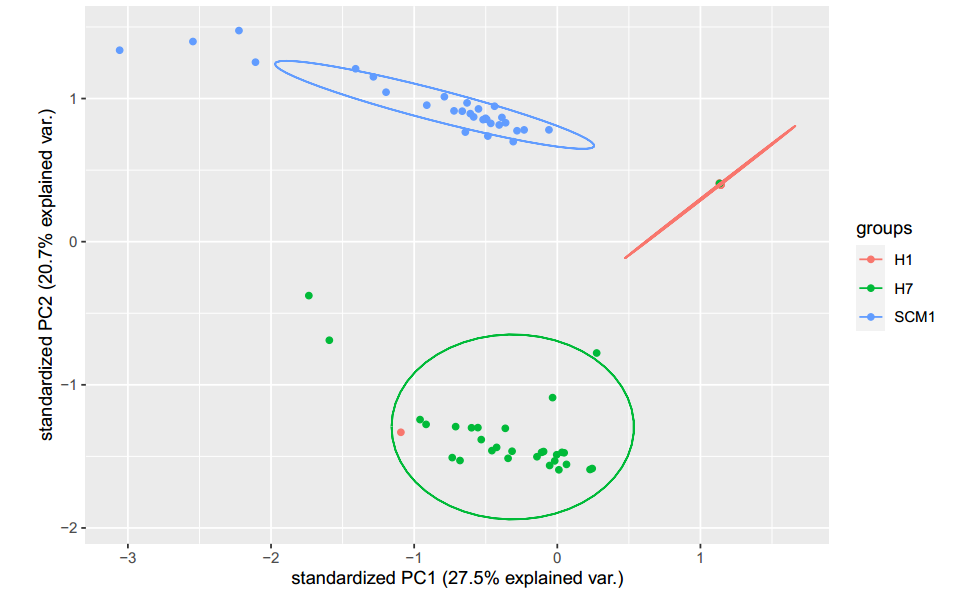 standardized PC2 (20.7% explained var.)
1
0
−1
−2
−3
−2
−1
0
1
standardized PC1 (27.5% explained var.)
groups
H1
H7
SCM1